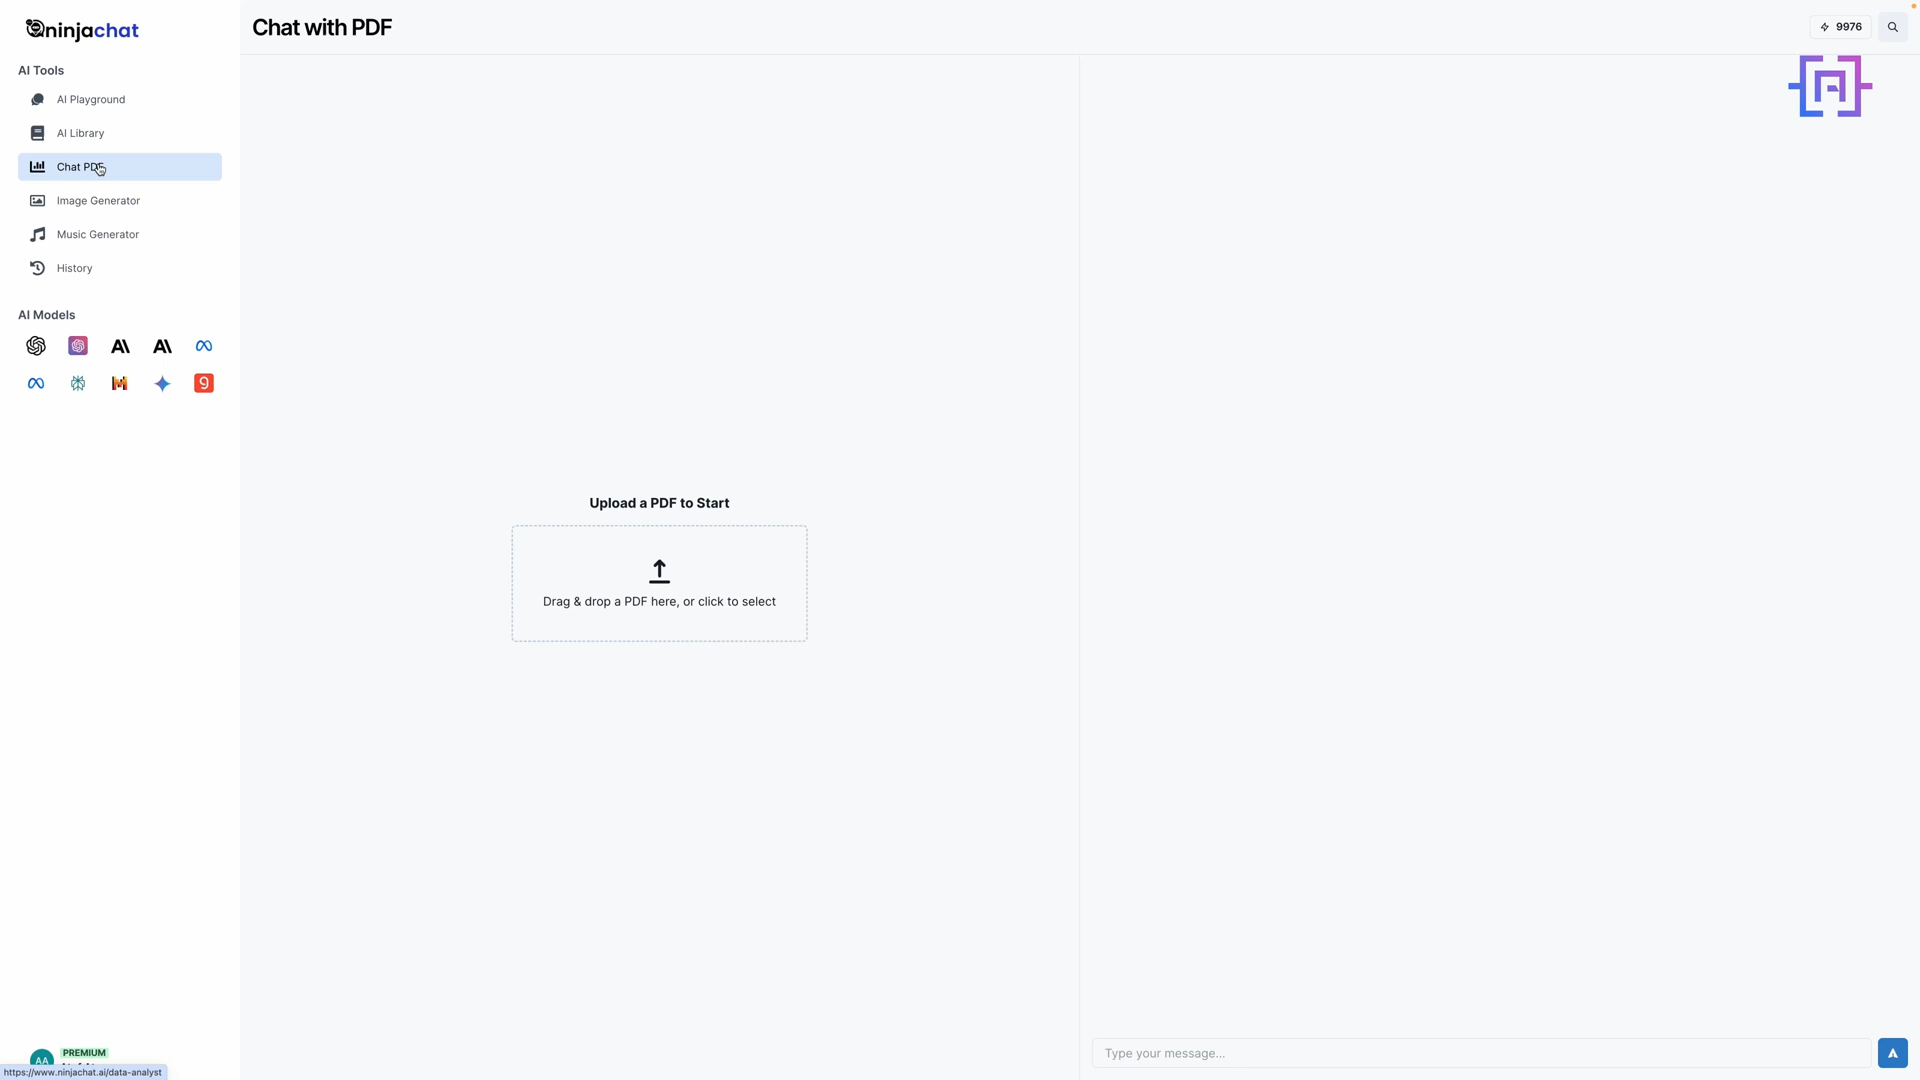 ninjachat
Chat with PDF
9976
AI Tools
AI Playground
AI Library
Chat PDF
Image Generator
Music Generator
History
AI Models
Upload a PDF to Start
Drag & drop a PDF here, or click to select
Type your message...
AA
PREMIUM
https://www.ninjachat.ai/data-analyst